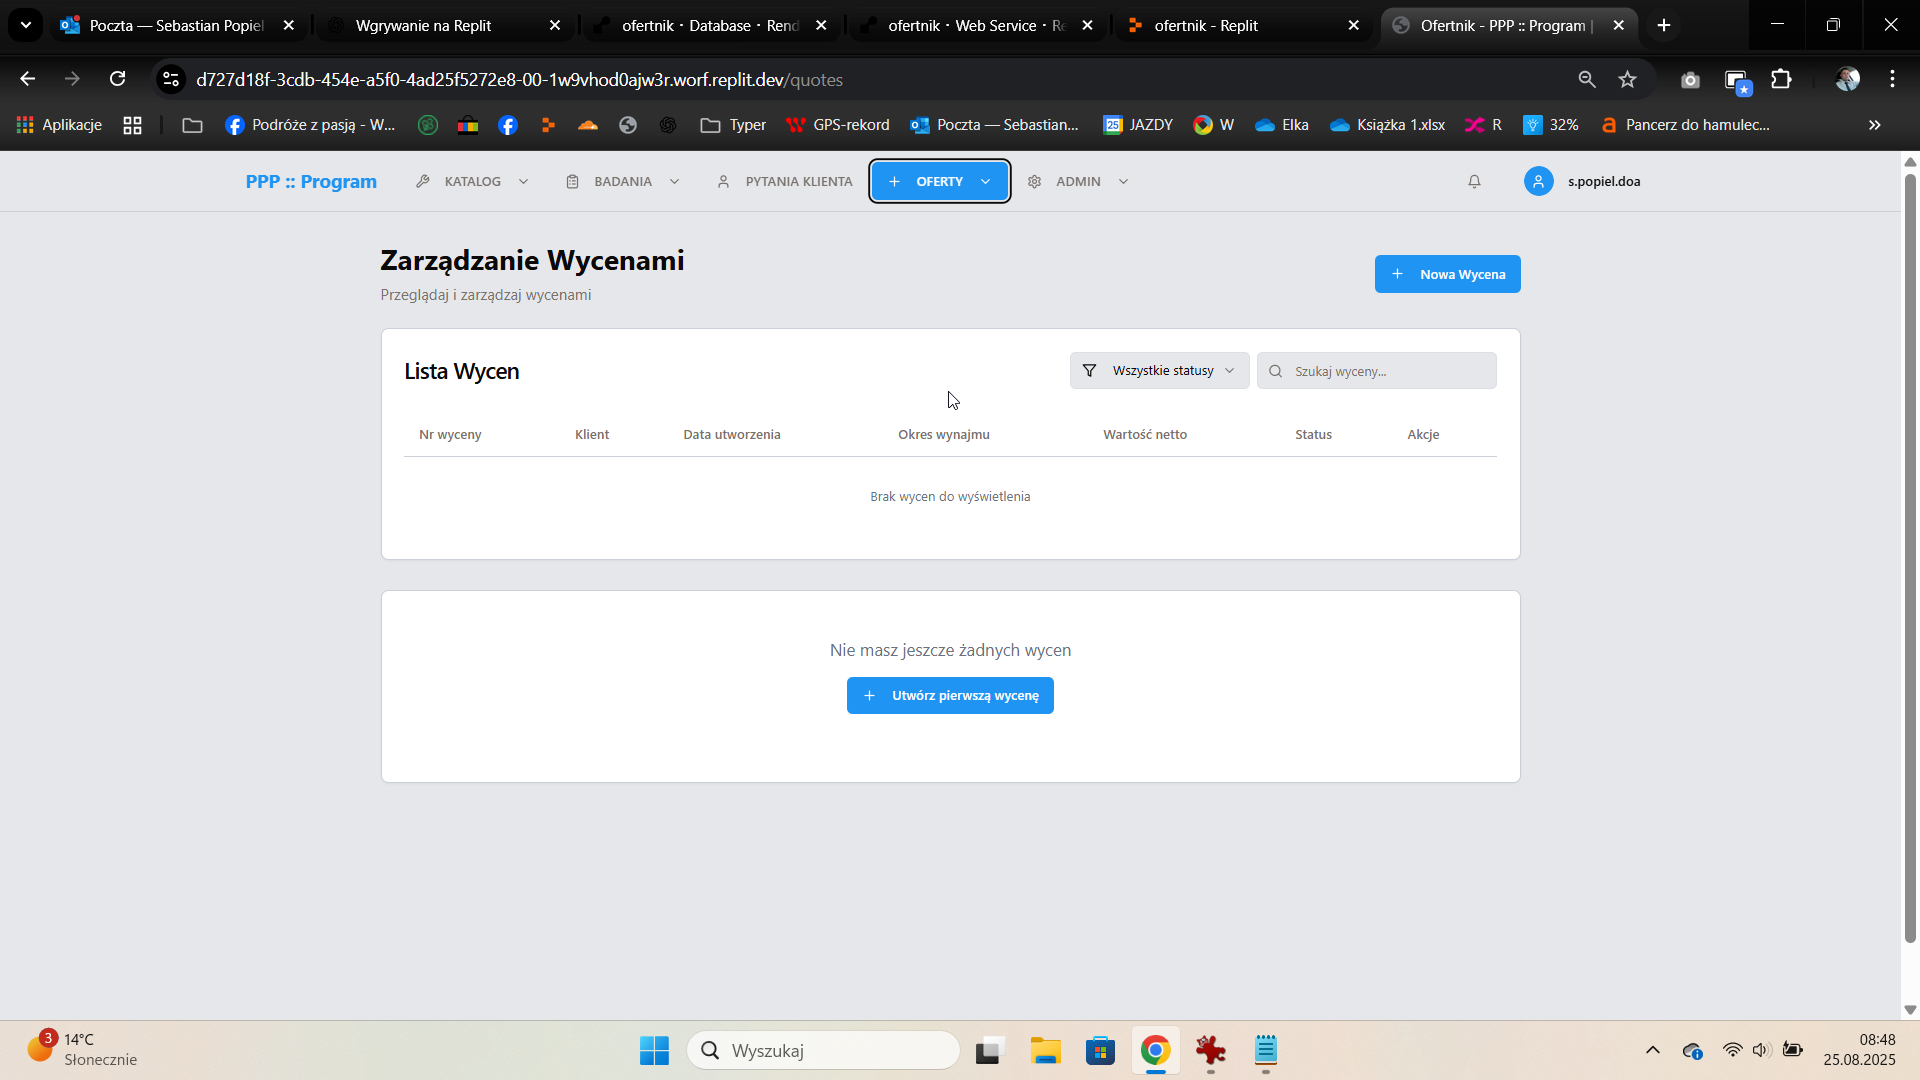 Poczta — Sebastian Popiel
Wgrywanie na Replit
ofertnik · Database · Rend
ofertnik · Web Service · Re
ofertnik - Replit
Ofertnik - PPP :: Program |
d727d18f-3cdb-454e-a5f0-4ad25f5272e8-00-1w9vhod0ajw3r.worf.replit.dev/quotes
Aplikacje
Podróże z pasją - W...
Typer
GPS-rekord
Poczta — Sebastian...
25
JAZDY
W
Elka
Książka 1.xlsx
R
32%
Pancerz do hamulec...
PPP :: Program
KATALOG
BADANIA
PYTANIA KLIENTA
OFERTY
ADMIN
s.popiel.doa
Zarządzanie Wycenami
Przeglądaj i zarządzaj wycenami
Nowa Wycena
Lista Wycen
Wszystkie statusy
Szukaj wyceny...
Nr wyceny
Klient
Data utworzenia
Okres wynajmu
Wartość netto
Status
Akcje
Brak wycen do wyświetlenia
Nie masz jeszcze żadnych wycen
Utwórz pierwszą wycenę
3
14°C
Słonecznie
Wyszukaj
08:48
25.08.2025